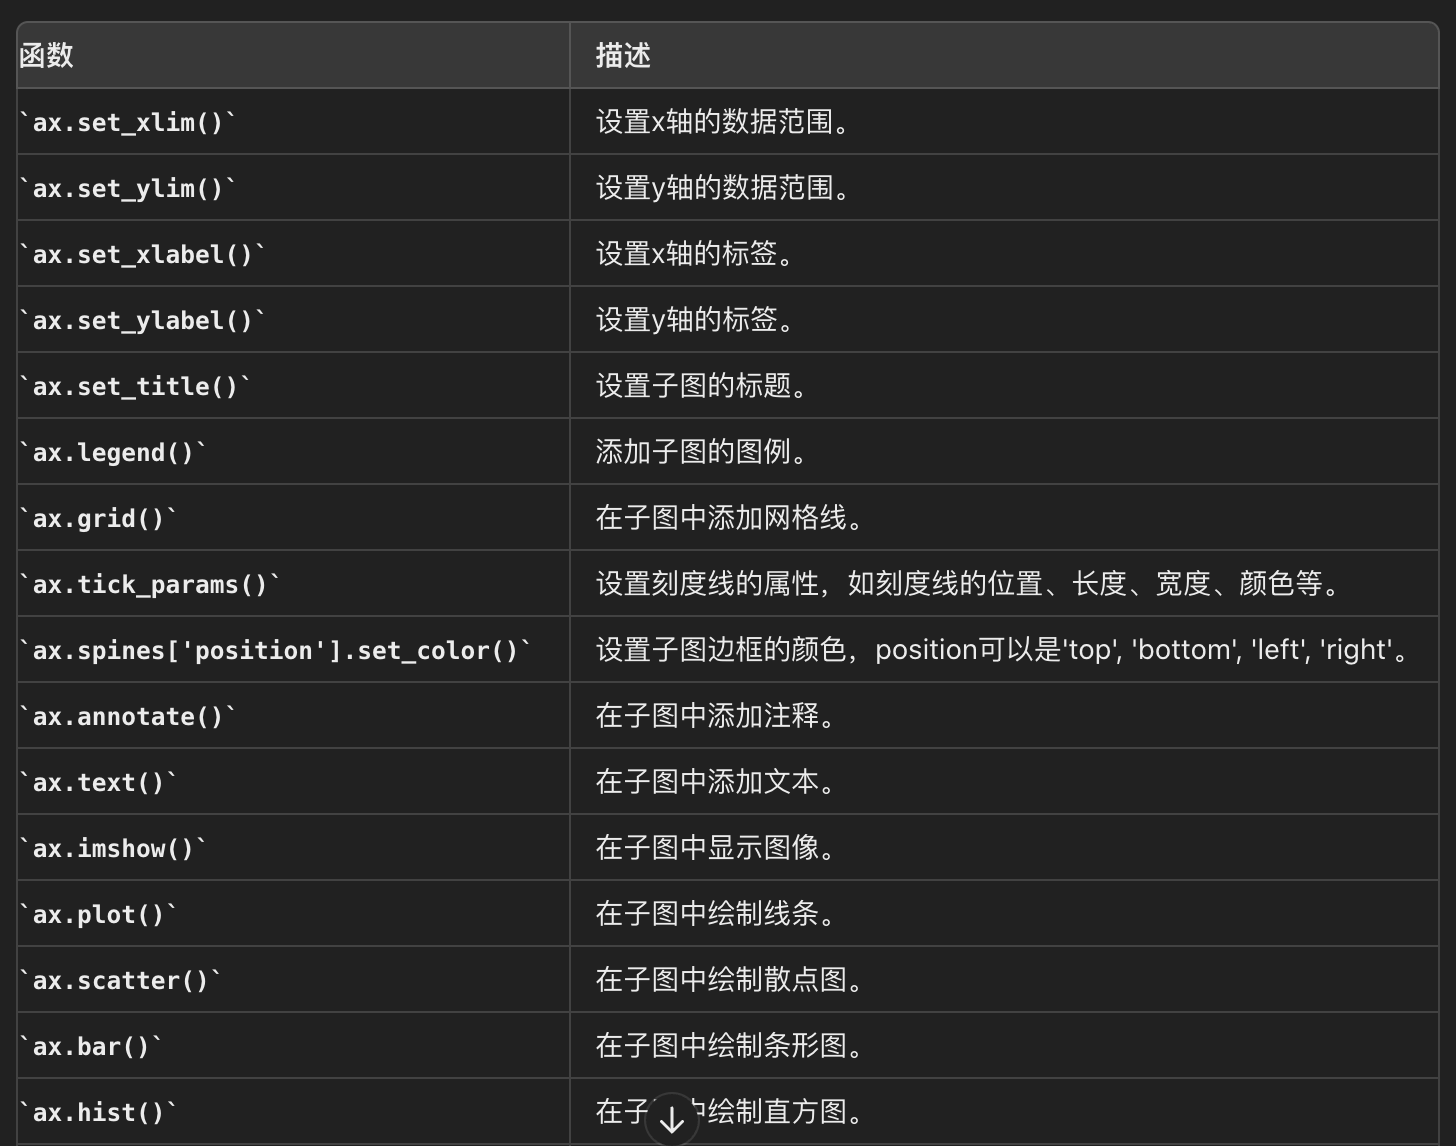 函数 描述
`ax.set_xlim()` 设置x轴的数据范围。
`ax.set_ylim()` 设置y轴的数据范围。
`ax.set_xlabel()` 设置x轴的标签。
`ax.set_ylabel()` 设置y轴的标签。
`ax.set_title()` 设置子图的标题。
`ax.legend()` 添加子图的图例。
`ax.grid()` 在子图中添加网格线。
`ax.tick_params()` 设置刻度线的属性，如刻度线的位置、长度、宽度、颜色等。
`ax.spines['position'].set_color()` 设置子图边框的颜色，position可以是'top', 'bottom', 'left', 'right'。
`ax.annotate()` 在子图中添加注释。
`ax.text()` 在子图中添加文本。
`ax.imshow()` 在子图中显示图像。
`ax.plot()` 在子图中绘制线条。
`ax.scatter()` 在子图中绘制散点图。
`ax.bar()` 在子图中绘制条形图。
`ax.hist()` 在子中绘制直方图。